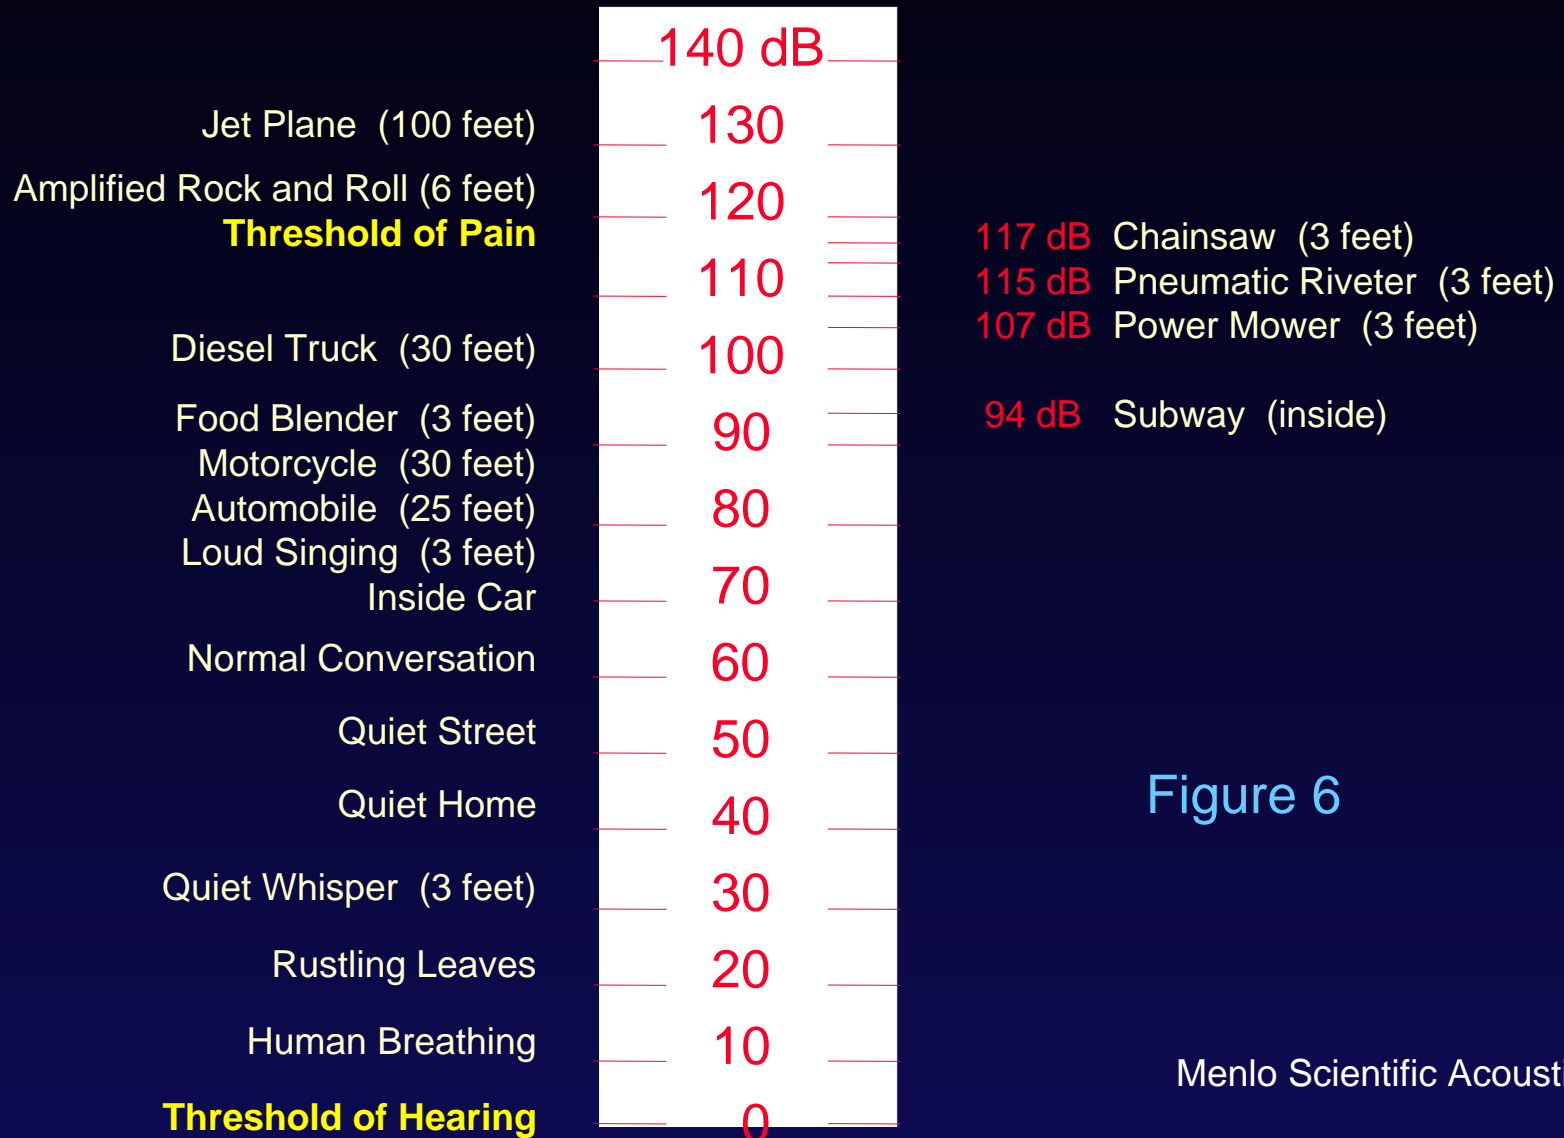 140 dB
Jet Plane (100 feet) 130
Amplified Rock and Roll (6 feet) 120
Threshold of Pain 117 dB Chainsaw (3 feet)
110 115 dB Pneumatic Riveter (3 feet)
107 dB Power Mower (3 feet)
Diesel Truck (30 feet) 100
Food Blender (3 feet) 90 94 dB Subway (inside)
Motorcycle (30 feet)
Automobile (25 feet) 80
Loud Singing (3 feet)
Inside Car 70
Normal Conversation 60
Quiet Street 50
Quiet Home 40 Figure 6
Quiet Whisper (3 feet) 30
Rustling Leaves 20
Human Breathing 10
Menlo Scientific Acousti
Threshold of Hearing 0